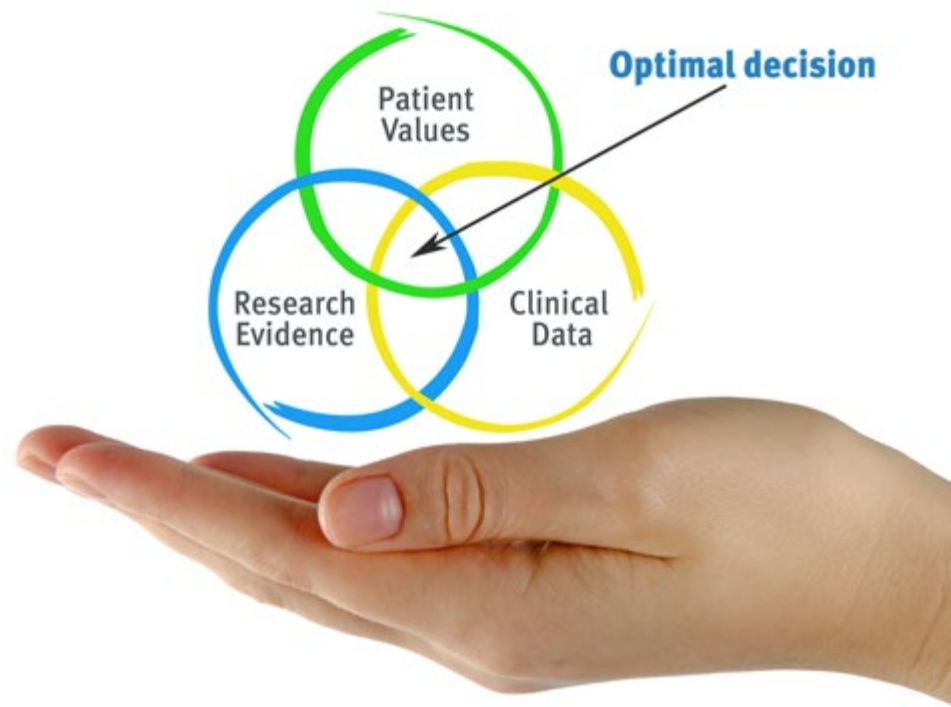 Optimal decision
Patient
Values
Research
Evidence
Clinical
Data